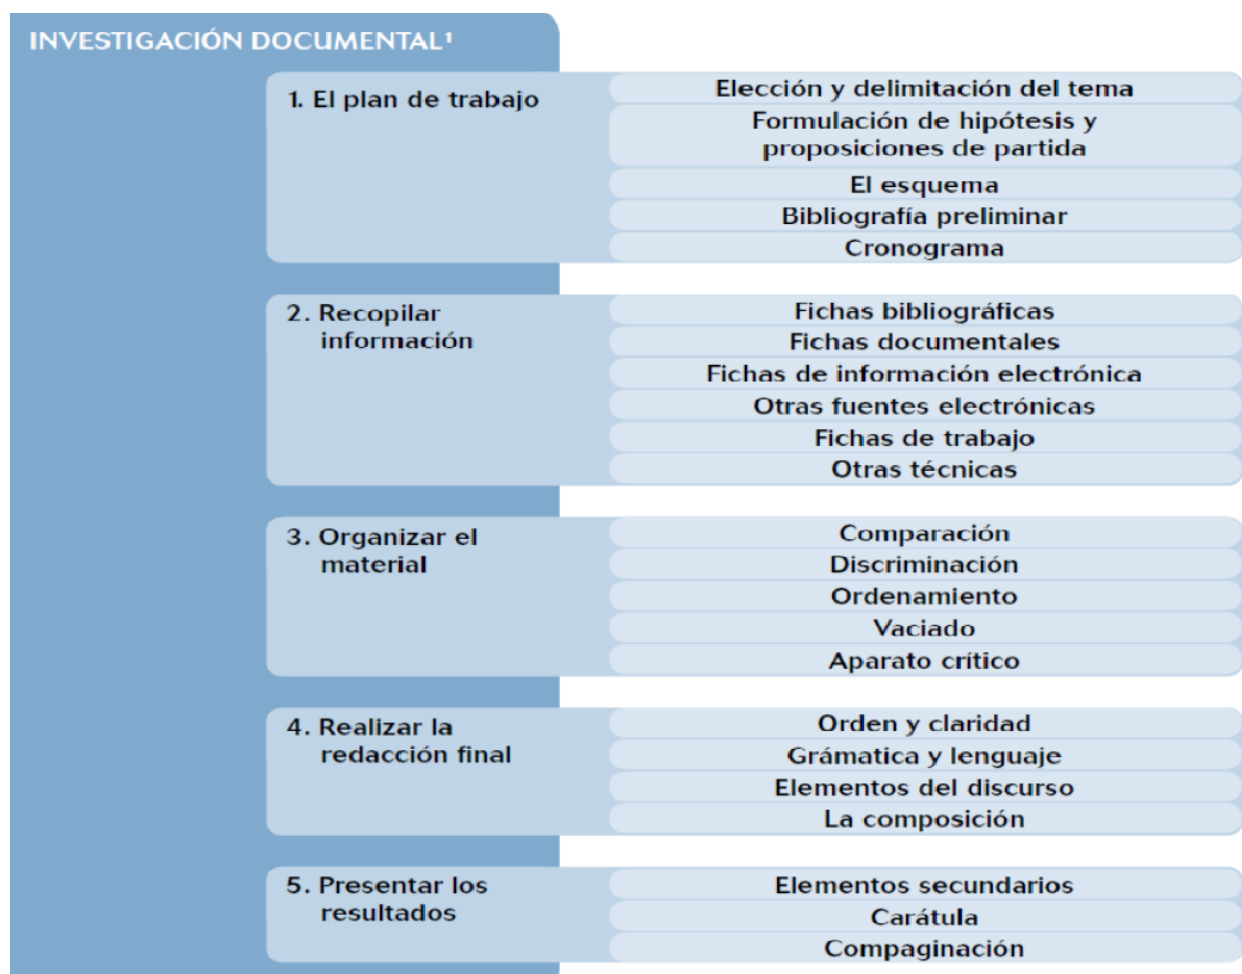 INVESTIGACIÓN DOCUMENTAL¹
1. El plan de trabajo
Elección y delimitación del tema
Formulación de hipótesis y
proposiciones de partida
El esquema
Bibliografía preliminar
Cronograma
2. Recopilar
información
Fichas bibliográficas
Fichas documentales
Fichas de información electrónica
Otras fuentes electrónicas
Fichas de trabajo
Otras técnicas
3. Organizar el
material
Comparación
Discriminación
Ordenamiento
Vaciado
Aparato crítico
4. Realizar la
redacción final
Orden y claridad
Grámatica y lenguaje
Elementos del discurso
La composición
5. Presentar los
resultados
Elementos secundarios
Carátula
Compaginación